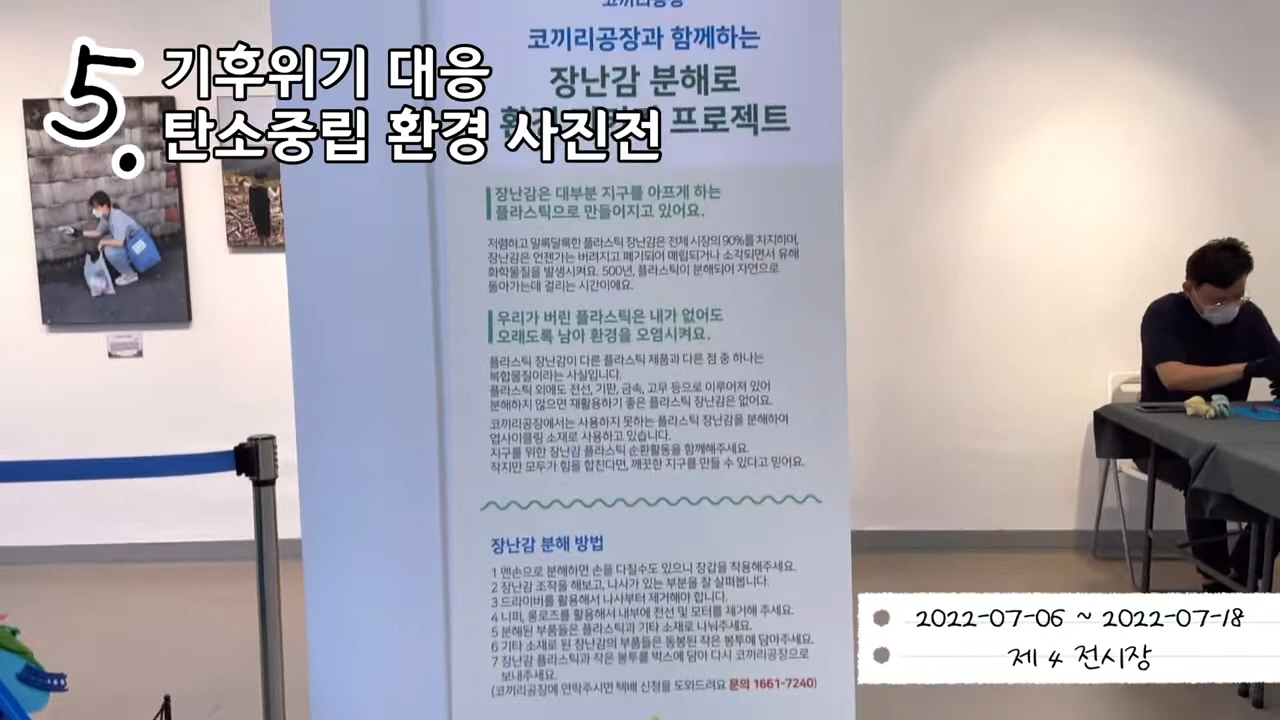 5. 기후위기 대응
탄소중립 환경 사진전
코끼리공장
코끼리공장과 함께하는
장난감 분해로
프로젝트
장난감은 대부분 지구를 아프게 하는
플라스틱으로 만들어지고 있어요.
저렴하고 알록달록한 플라스틱 장난감은 전체 시장의 90%를 차지하며,
장난감은 언젠가는 버려지고 폐기되어 매립되거나 소각되면서 유해
화학물질을 발생시켜요. 500년, 플라스틱이 분해되어 자연으로
돌아가는데 걸리는 시간이에요.
우리가 버린 플라스틱은 내가 없어도
오래도록 남아 환경을 오염시켜요.
플라스틱 장난감이 다른 플라스틱 제품과 다른 점 중 하나는
복합물질이라는 사실입니다.
플라스틱 외에도 전선, 기판, 금속, 고무 등으로 이루어져 있어
분해하지 않으면 재활용하기 좋은 플라스틱 장난감은 없어요.
코끼리공장에서는 사용하지 못하는 플라스틱 장난감을 분해하여
업사이클링 소재로 사용하고 있습니다.
지구를 위한 장난감 플라스틱 순환활동을 함께해주세요.
작지만 모두가 힘을 합친다면, 깨끗한 지구를 만들 수 있다고 믿어요.
장난감 분해 방법
1 맨손으로 분해하면 손을 다칠수도 있으니 장갑을 착용해주세요.
2 장난감 조작을 해보고, 나사가 있는 부분을 잘 살펴봅니다.
3 드라이버를 활용해서 나사부터 제거해야 합니다.
4 니퍼, 롱로즈를 활용해서 내부에 전선 및 모터를 제거해 주세요.
5 분해된 부품들은 플라스틱과 기타 소재로 나눠주세요.
6 기타 소재로 된 장난감의 부품들은 동봉된 작은 봉투에 담아주세요.
7 장난감 플라스틱과 작은 봉투를 박스에 담아 다시 코끼리공장으로
보내주세요.
(코끼리공장에 연락주시면 택배 신청을 도와드려요 문의 1661-7240)
2022-07-06 ~ 2022-07-18
제 4 전시장